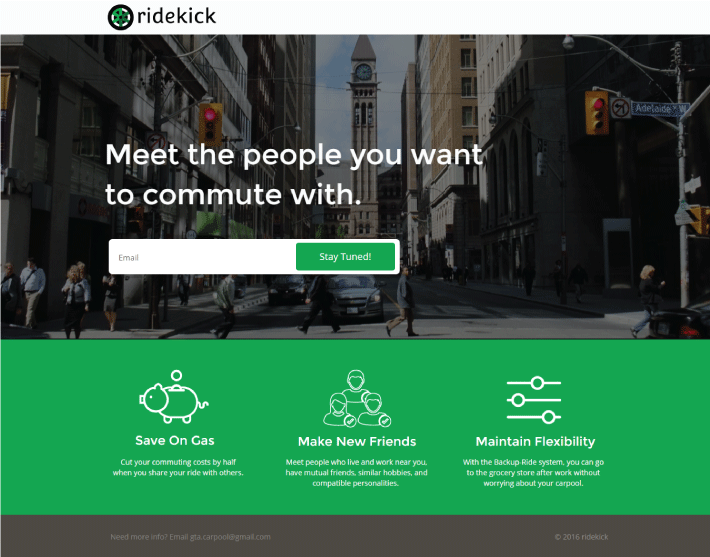 ridekick
Adelaide St W
Meet the people you want
to commute with.
Email
Stay Tuned!
Save On Gas
Make New Friends
Maintain Flexibility
Cut your commuting costs by half
when you share your ride with others.
Meet people who live and work near you,
have mutual friends, similar hobbies, and
compatible personalities.
With the Backup-Ride system, you can go
to the grocery store after work without
worrying about your carpool.
Need more info? Email gta.carpool@gmail.com
© 2016 ridekick